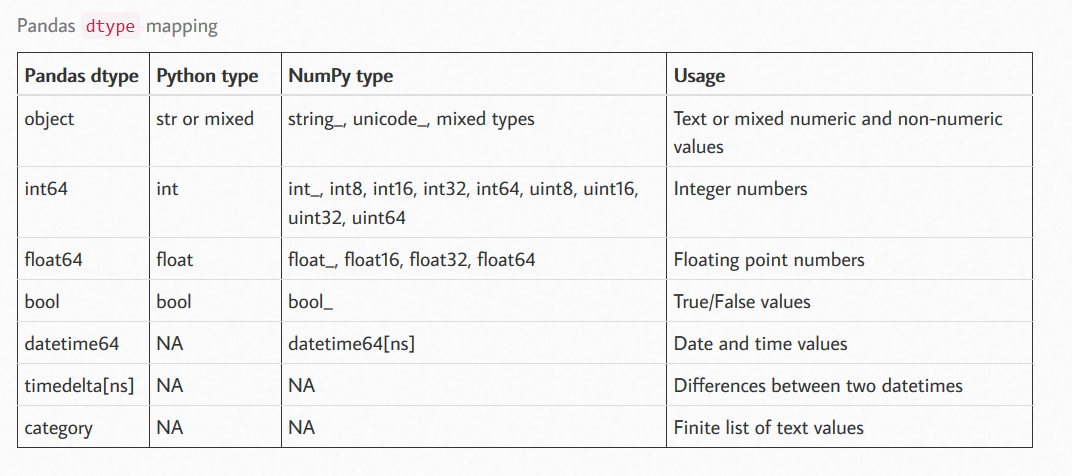 Pandas dtype mapping
Pandas dtype Python type NumPy type Usage
object str or mixed string_, unicode_, mixed types Text or mixed numeric and non-numeric
values
int64 int int_, int8, int16, int32, int64, uint8, uint16, Integer numbers
uint32, uint64
float64 float float_, float16, float32, float64 Floating point numbers
bool bool bool_ True/False values
datetime64 NA datetime64[ns] Date and time values
timedelta[ns] NA NA Differences between two datetimes
category NA NA Finite list of text values